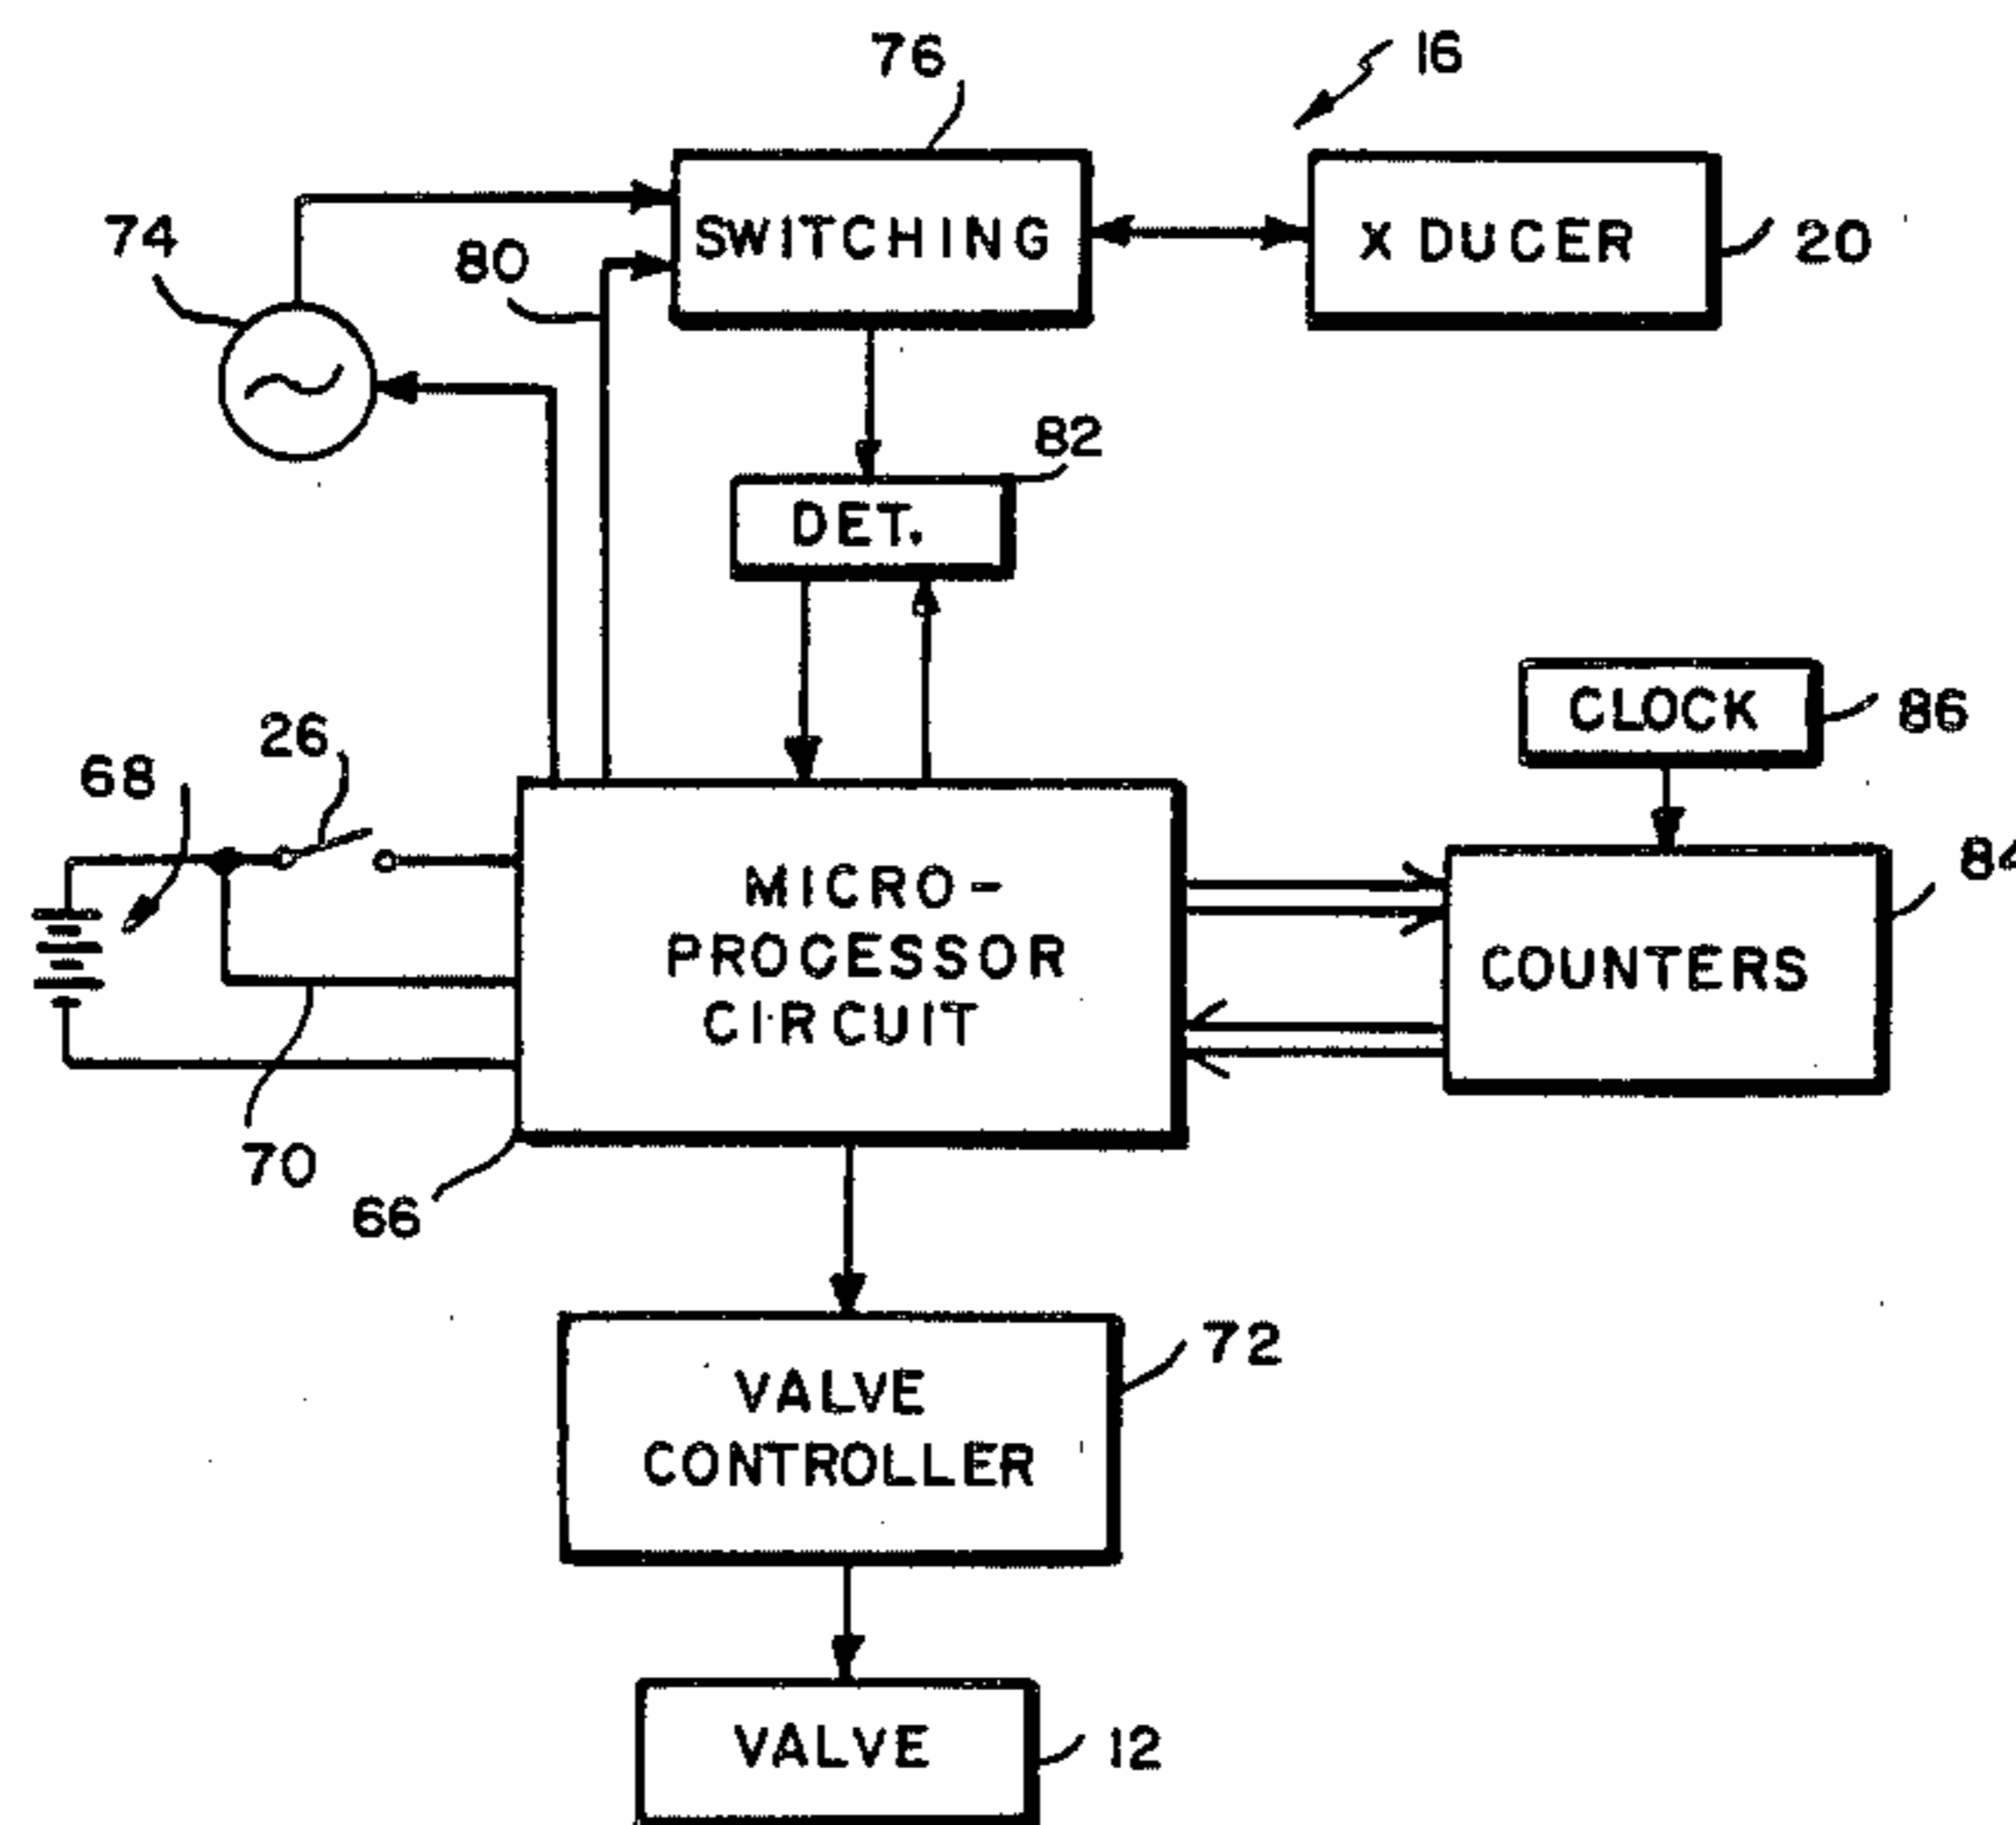 76
16
SWITCHING
X DUCER
20
74
80
82
DET.
CLOCK
86
26
68
84
MICRO-
PROCESSOR
CIRCUIT
COUNTERS
70
66
72
VALVE
CONTROLLER
VALVE
12